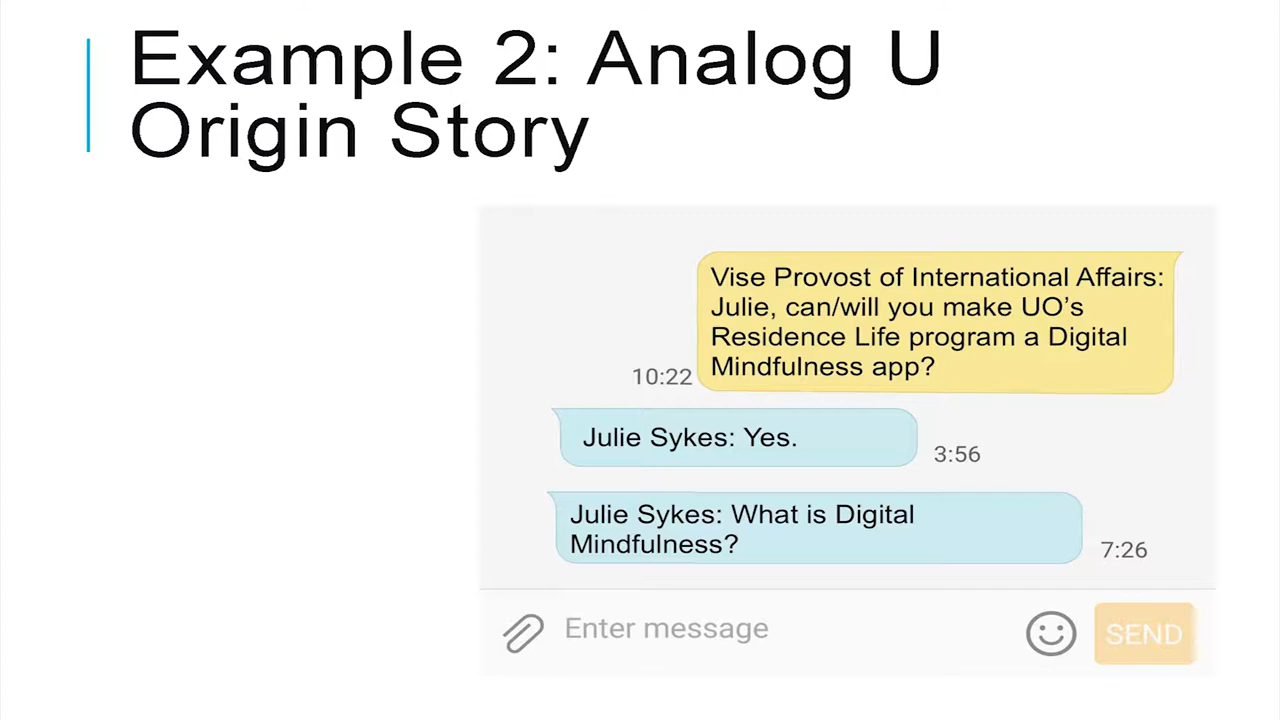 Example 2: Analog U
Origin Story
Vise Provost of International Affairs:
Julie, can/will you make UO’s
Residence Life program a Digital
Mindfulness app?
10:22
Julie Sykes: Yes.
3:56
Julie Sykes: What is Digital
Mindfulness?
7:26
Enter message
SEND